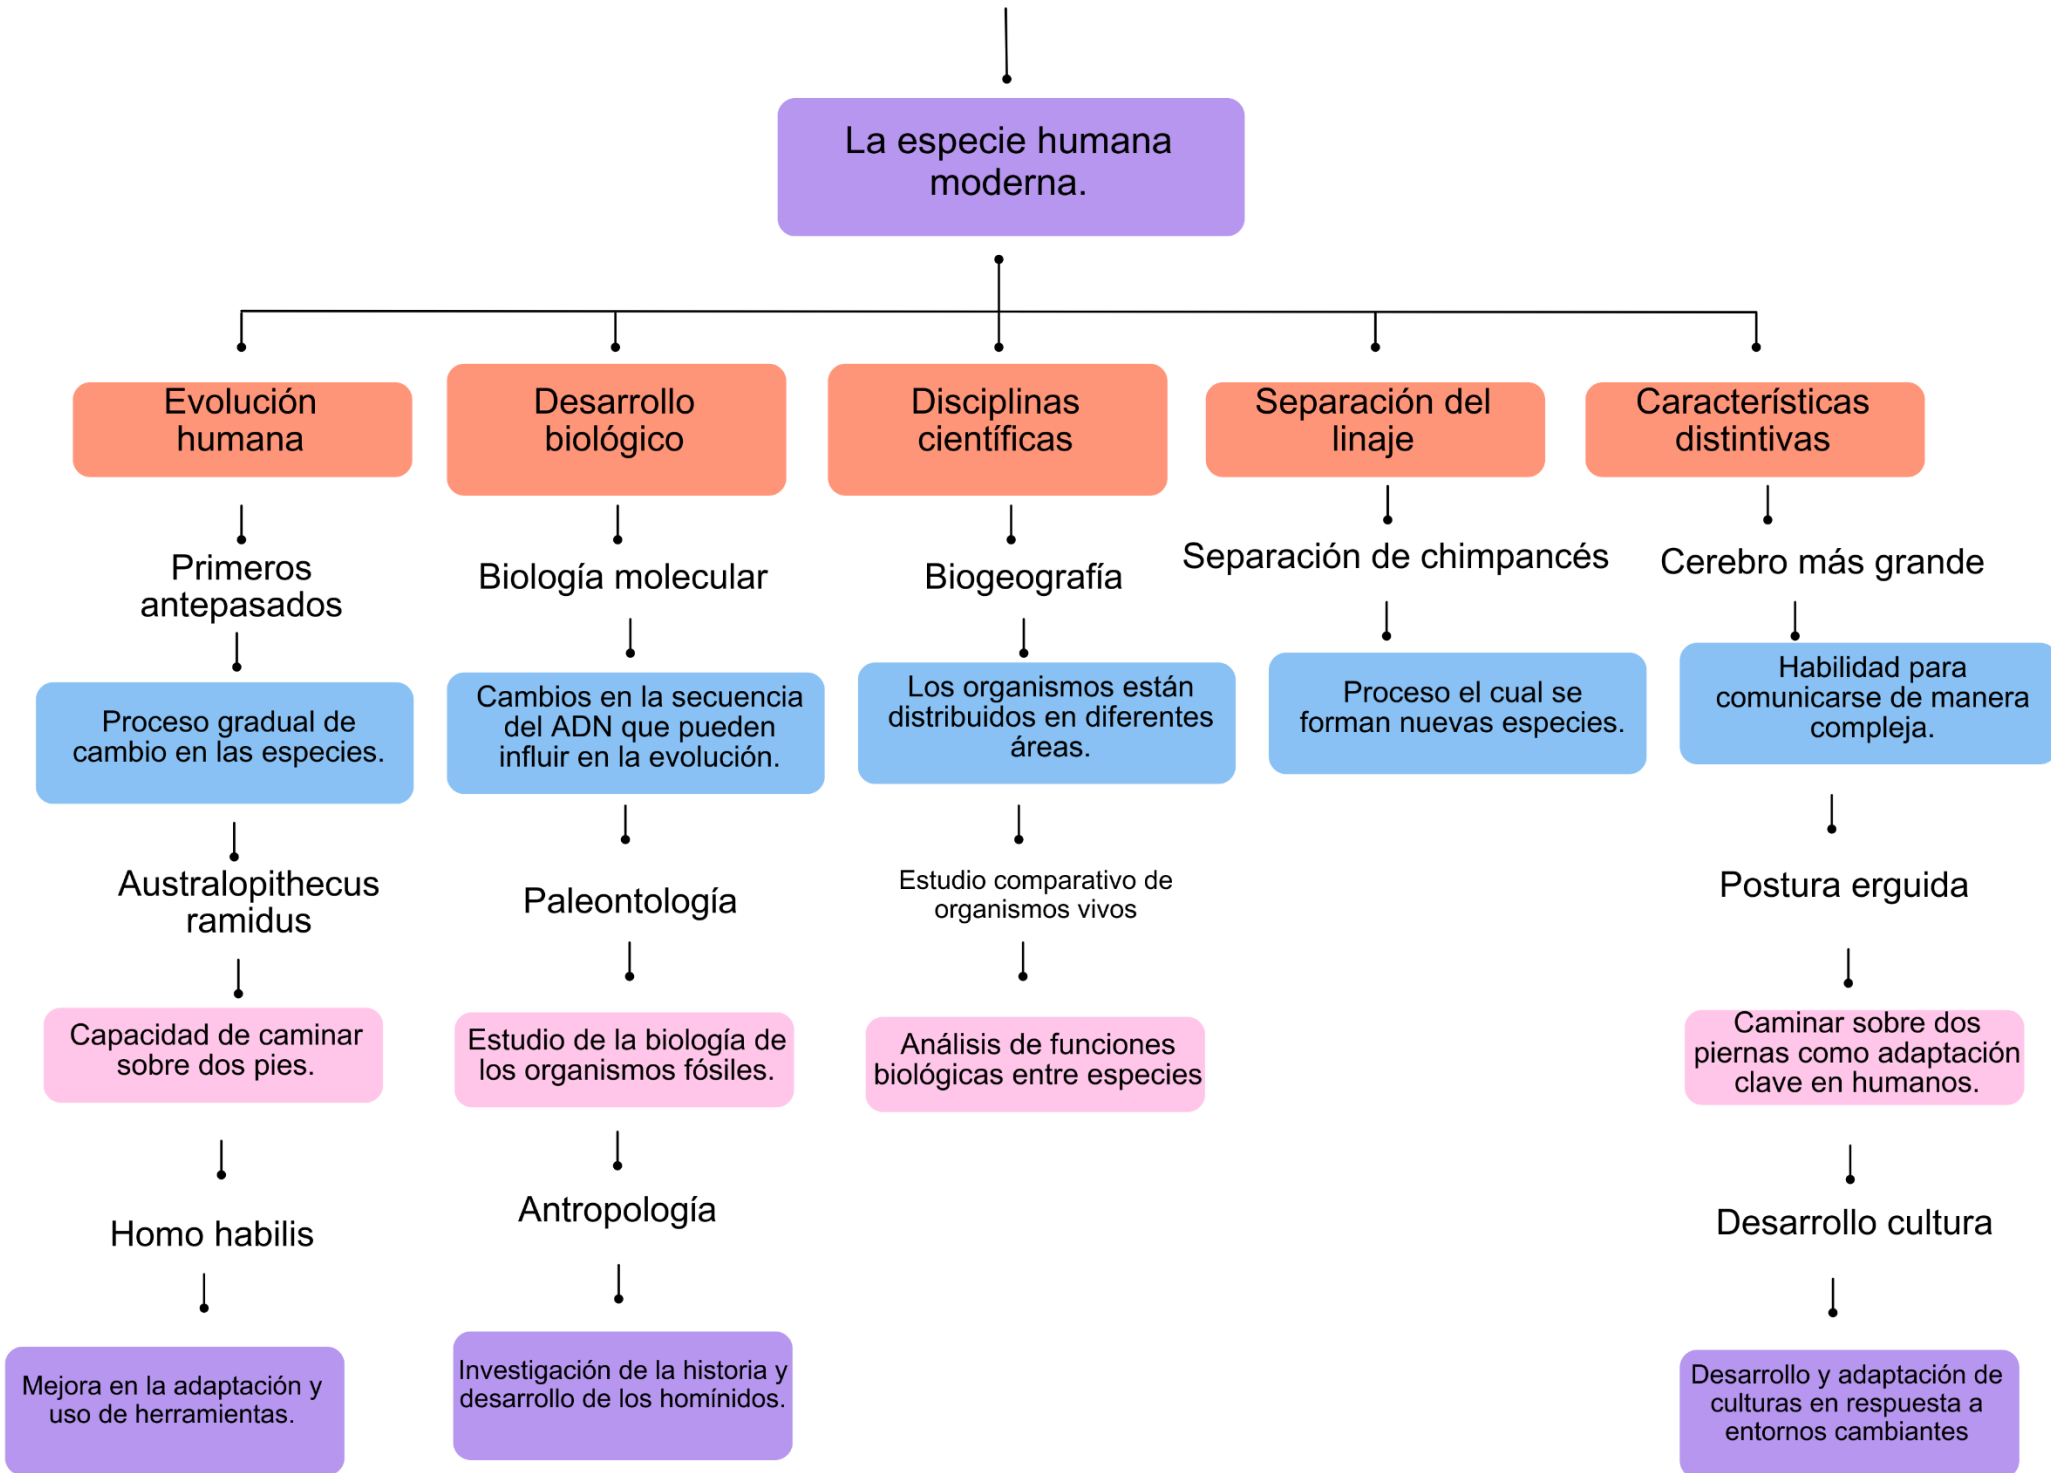 La especie humana
moderna.
Evolución
humana
Primeros
antepasados
Proceso gradual de
cambio en las especies.
Australopithecus
ramidus
Capacidad de caminar
sobre dos pies.
Homo habilis
Mejora en la adaptación y
uso de herramientas.
Desarrollo
biológico
Biología molecular
Cambios en la secuencia
del ADN que pueden
influir en la evolución.
Paleontología
Estudio de la biología de
los organismos fósiles.
Antropología
Investigación de la historia y
desarrollo de los homínidos.
Disciplinas
científicas
Biogeografía
Los organismos están
distribuidos en diferentes
áreas.
Estudio comparativo de
organismos vivos
Análisis de funciones
biológicas entre especies
Separación del
linaje
Separación de chimpancés
Proceso el cual se
forman nuevas especies.
Características
distintivas
Cerebro más grande
Habilidad para
comunicarse de manera
compleja.
Postura erguida
Caminar sobre dos
piernas como adaptación
clave en humanos.
Desarrollo cultura
Desarrollo y adaptación de
culturas en respuesta a
entornos cambiantes